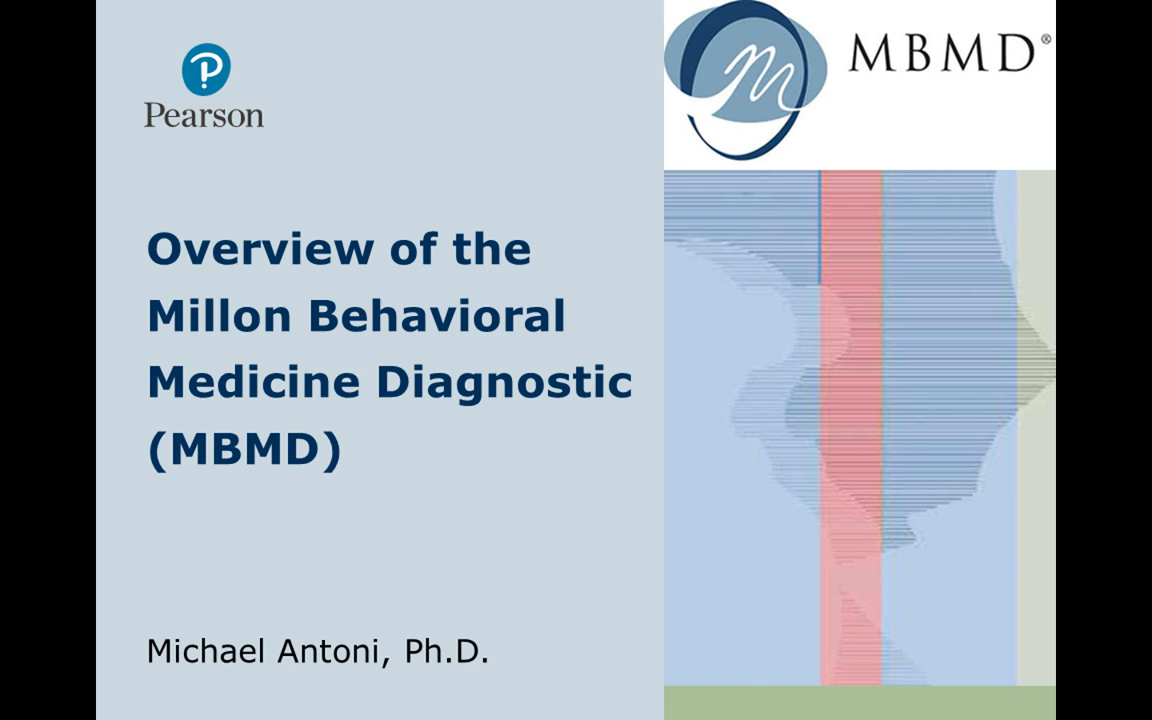 Pearson
MBMD®
Overview of the
Millon Behavioral
Medicine Diagnostic
(MBMD)
Michael Antoni, Ph.D.